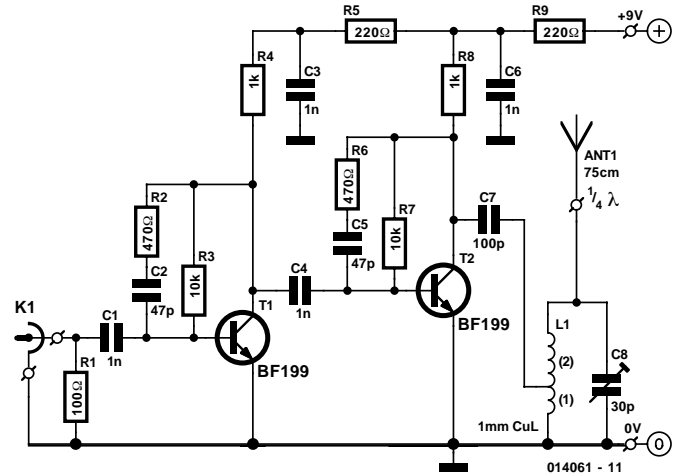 R5
220Ω
R9
220Ω
+9V
R4
1k
C3
1n
R8
1k
C6
1n
ANT1
75cm
1/4 λ
R6
470Ω
R2
470Ω
C5
47p
R7
10k
C7
100p
R3
10k
C2
47p
C4
1n
T1
T2
BF199
K1
C1
1n
R1
100Ω
BF199
L1
(2)
(1)
C8
30p
1mm CuL
0V
0
014061 - 11